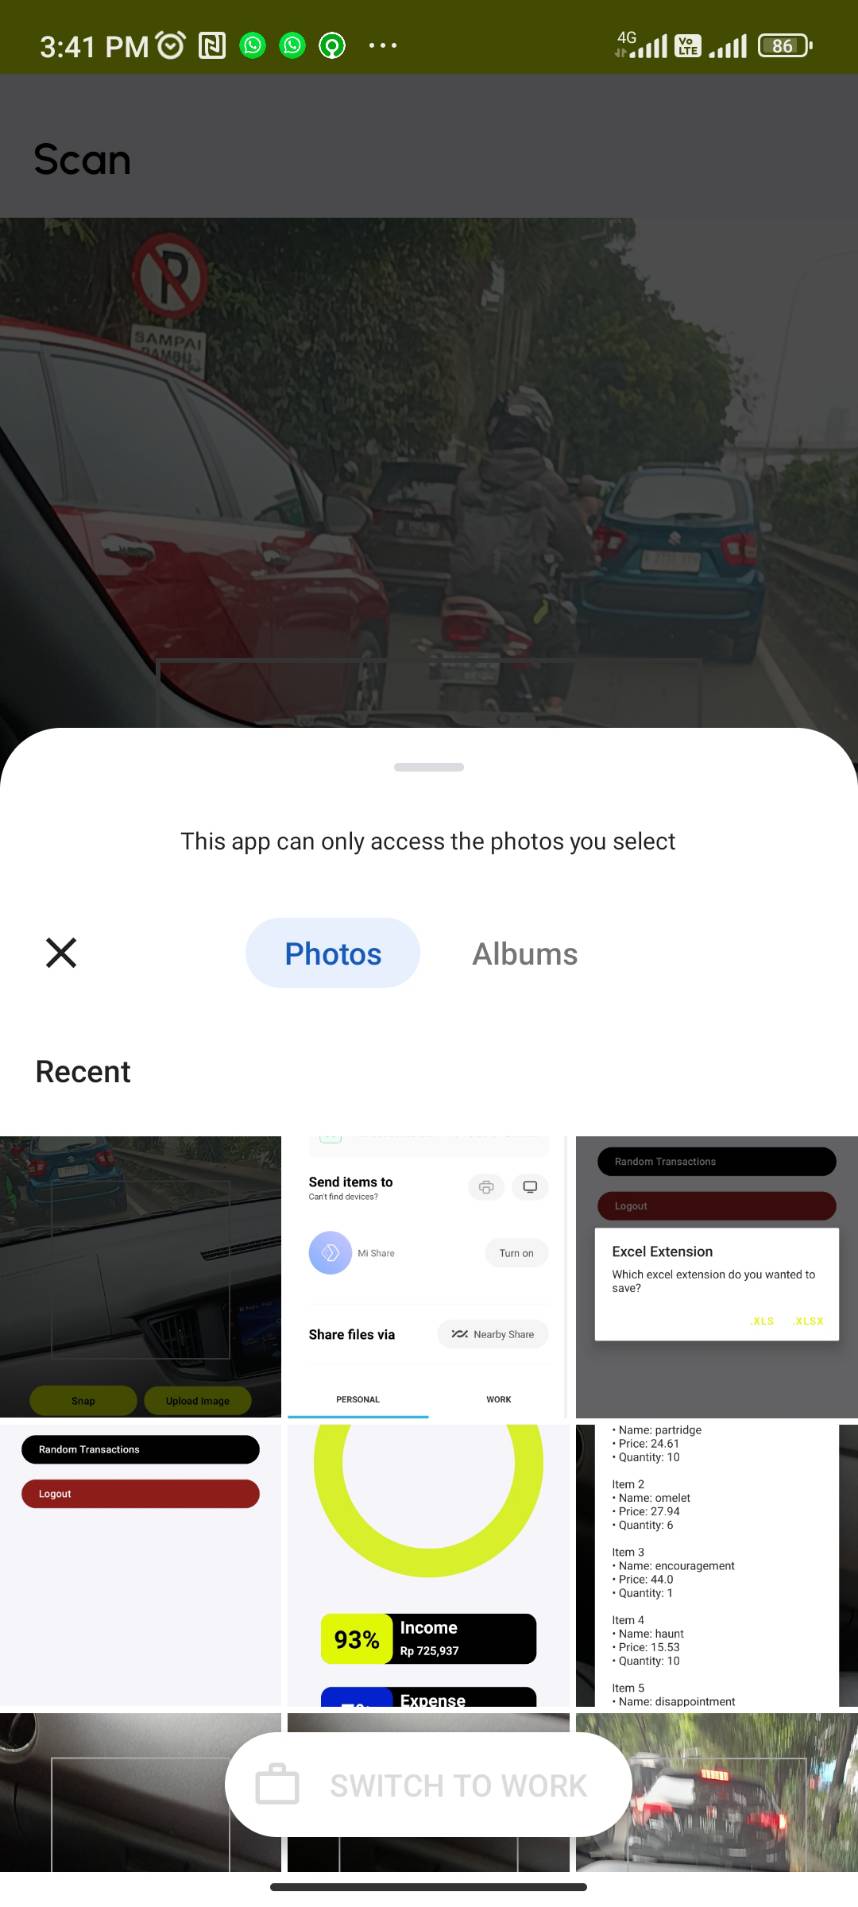 3:41 PM
4G
Vo LTE
86
Scan
P
SAMPAI
RAMBU
This app can only access the photos you select
Photos
Albums
Recent
Snap
Upload Image
Send items to
Can't find devices?
Mi Share
Turn on
Share files via
Nearby Share
PERSONAL
WORK
Random Transactions
Logout
Excel Extension
Which excel extension do you wanted to
save?
.XLS
.XLSX
Random Transactions
Logout
93%
Income
Rp 725,937
Expense
• Name: partridge
• Price: 24.61
• Quantity: 10
Item 2
• Name: omelet
• Price: 27.94
• Quantity: 6
Item 3
• Name: encouragement
• Price: 44.0
• Quantity: 1
Item 4
• Name: haunt
• Price: 15.53
• Quantity: 10
Item 5
• Name: disappointment
SWITCH TO WORK